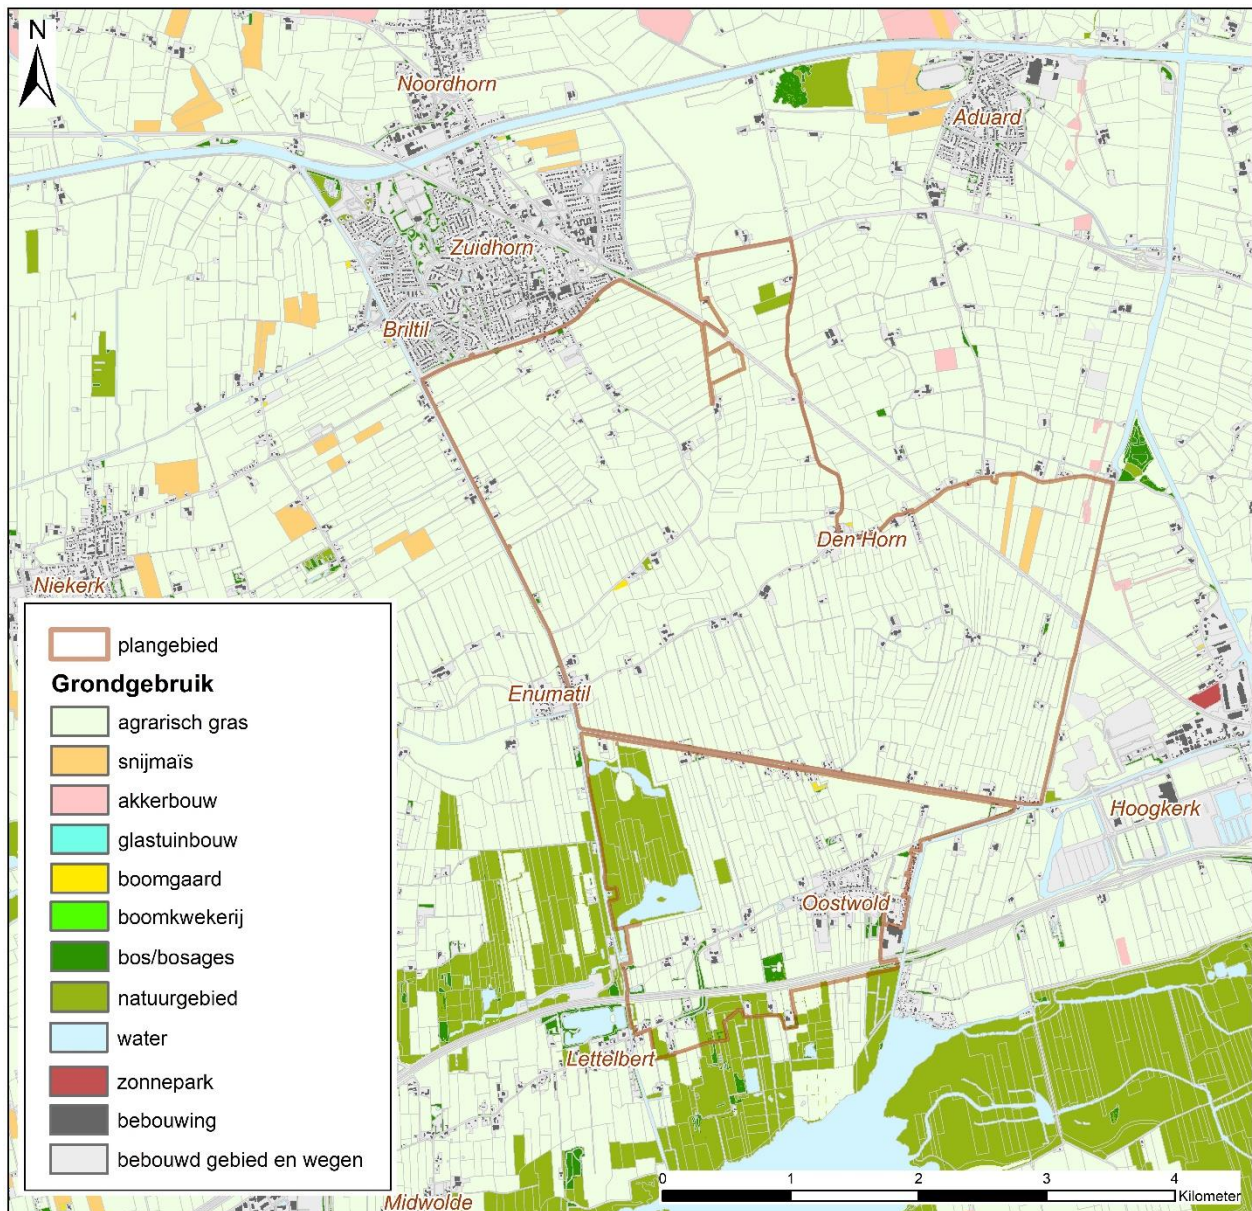 N
Noordhorn
Aduard
Zuidhorn
Briltil
Den Horn
Niekerk
Enumatil
Hoogkerk
Oostwold
Lettelbert
Midwolde
plangebied
Grondgebruik
agrarisch gras
snijmaïs
akkerbouw
glastuinbouw
boomgaard
boomkwekerij
bos/bosages
natuurgebied
water
zonnepark
bebouwing
bebouwd gebied en wegen
0 1 2 3 4
Kilometer